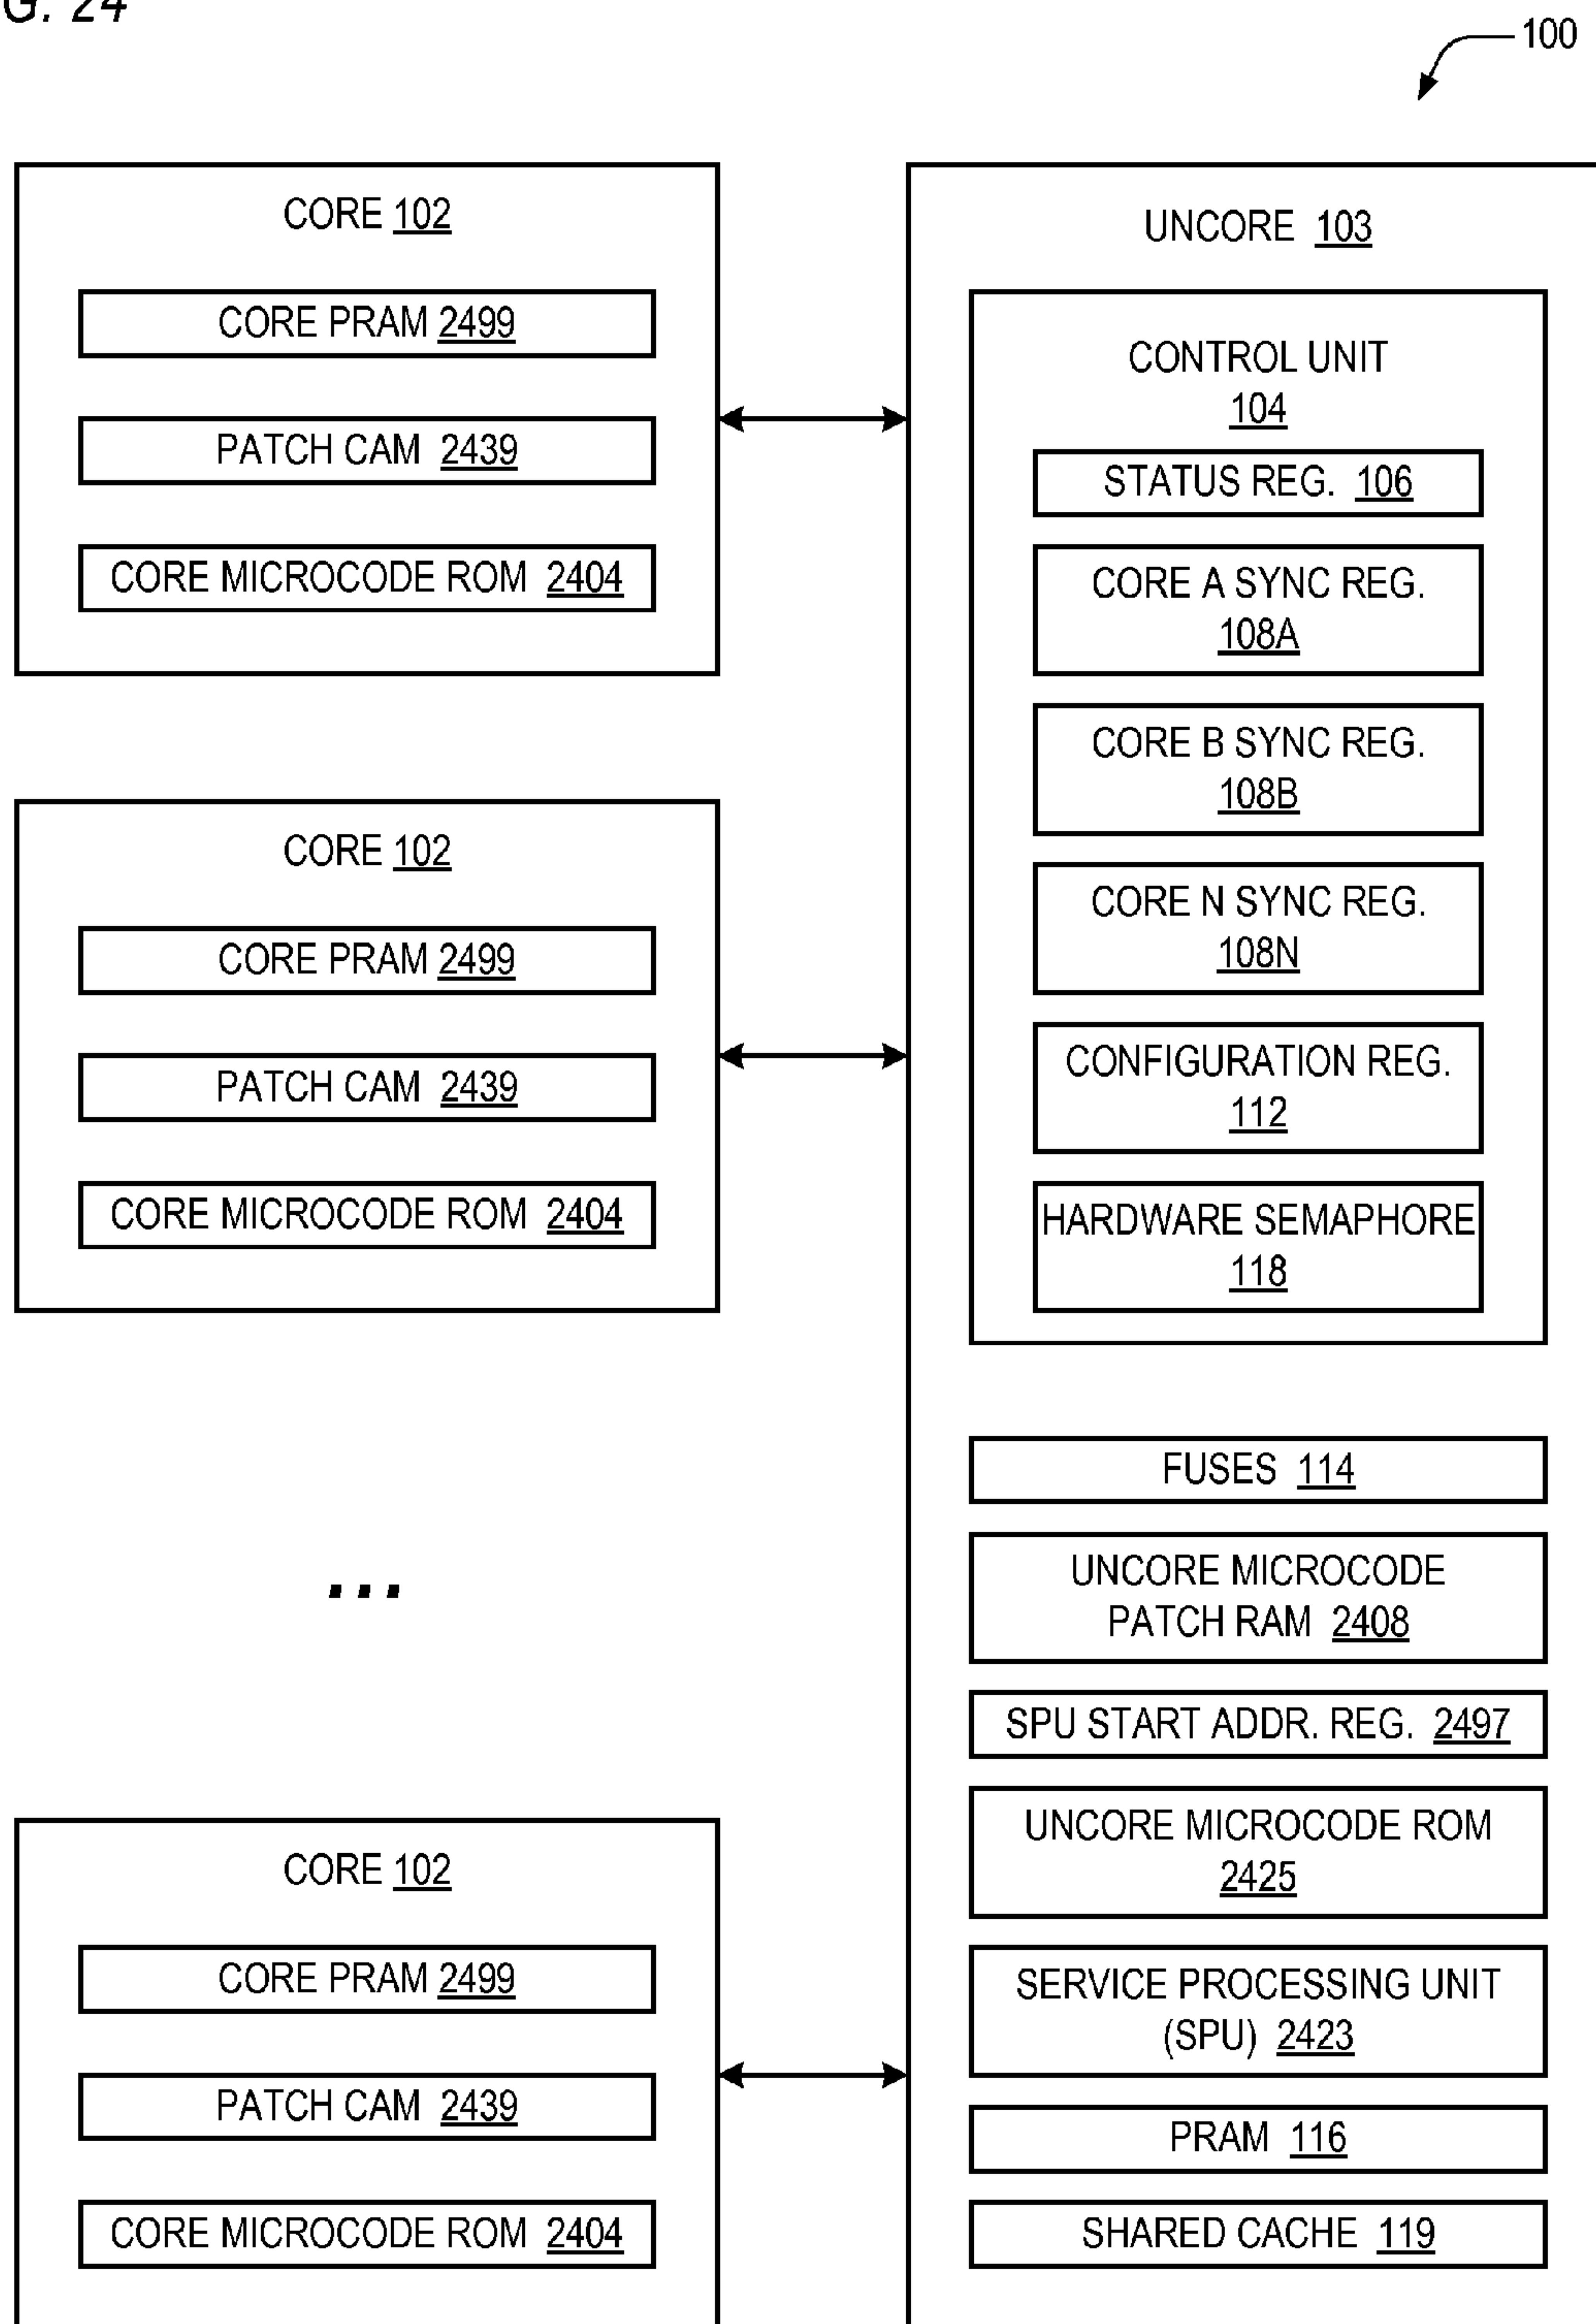 G. 24
100
CORE 102
CORE PRAM 2499
PATCH CAM 2439
CORE MICROCODE ROM 2404
CORE 102
CORE PRAM 2499
PATCH CAM 2439
CORE MICROCODE ROM 2404
...
CORE 102
CORE PRAM 2499
PATCH CAM 2439
CORE MICROCODE ROM 2404
UNCORE 103
CONTROL UNIT
104
STATUS REG. 106
CORE A SYNC REG.
108A
CORE B SYNC REG.
108B
CORE N SYNC REG.
108N
CONFIGURATION REG.
112
HARDWARE SEMAPHORE
118
FUSES 114
UNCORE MICROCODE
PATCH RAM 2408
SPU START ADDR. REG. 2497
UNCORE MICROCODE ROM
2425
SERVICE PROCESSING UNIT
(SPU) 2423
PRAM 116
SHARED CACHE 119